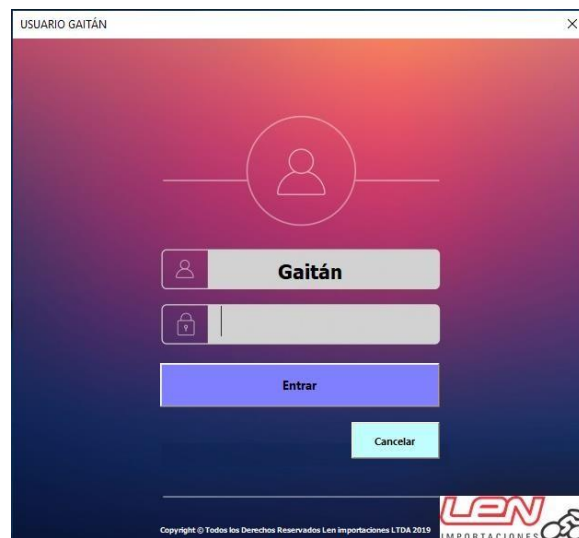 USUARIO GAITÁN
Gaitán
Entrar
Cancelar
Copyright © Todos los Derechos Reservados Len importaciones LTDA 2019
LEN
IMPORTACIONES